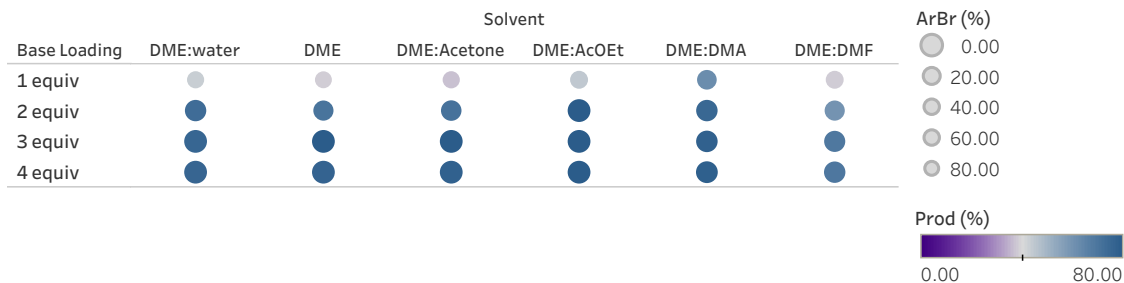 Solvent
Base Loading DME:water DME DME:Acetone DME:AcOEt DME:DMA DME:DMF
1 equiv
2 equiv
3 equiv
4 equiv
ArBr (%)
0.00
20.00
40.00
60.00
80.00
Prod (%)
0.00 80.00